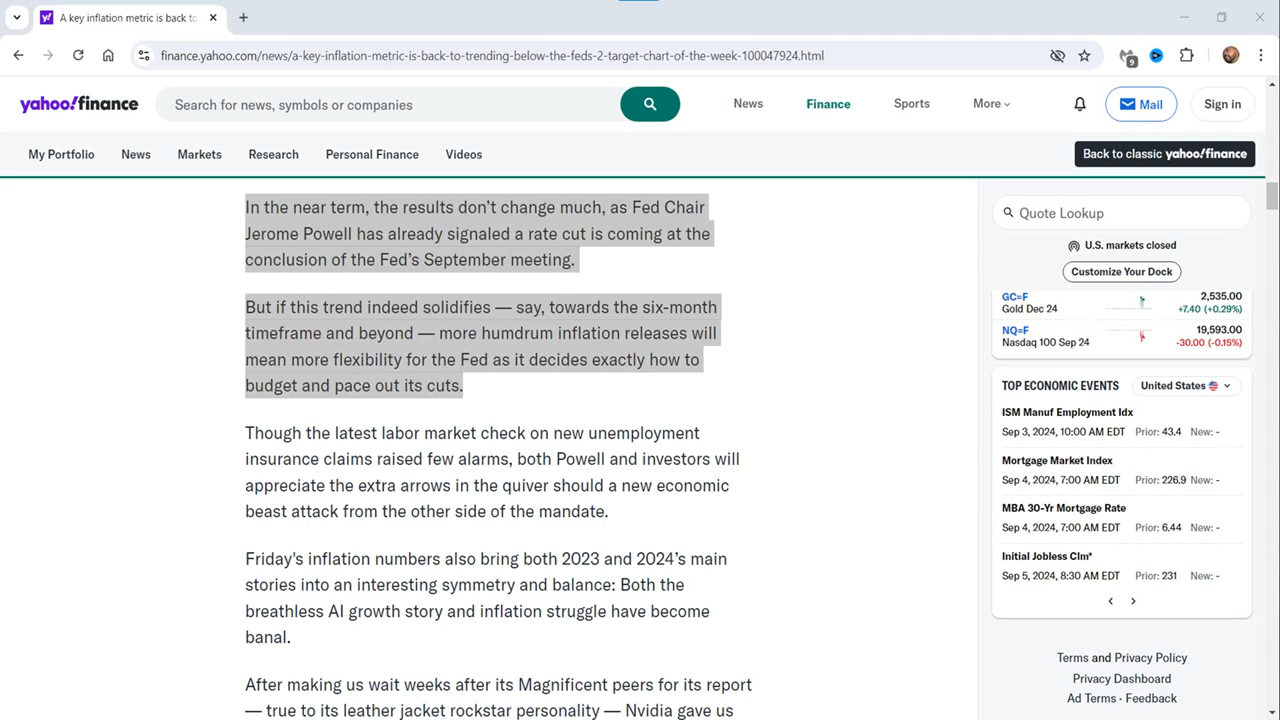 A key inflation metric is back to
finance.yahoo.com/news/a-key-inflation-metric-is-back-to-trending-below-the-feds-2-target-chart-of-the-week-100047924.html
9
yahoo!finance
Search for news, symbols or companies
News
Finance
Sports
More
Mail
Sign in
My Portfolio
News
Markets
Research
Personal Finance
Videos
Back to classic yahoo!finance
In the near term, the results don’t change much, as Fed Chair
Jerome Powell has already signaled a rate cut is coming at the
conclusion of the Fed’s September meeting.
But if this trend indeed solidifies — say, towards the six-month
timeframe and beyond — more humdrum inflation releases will
mean more flexibility for the Fed as it decides exactly how to
budget and pace out its cuts.
Though the latest labor market check on new unemployment
insurance claims raised few alarms, both Powell and investors will
appreciate the extra arrows in the quiver should a new economic
beast attack from the other side of the mandate.
Friday's inflation numbers also bring both 2023 and 2024’s main
stories into an interesting symmetry and balance: Both the
breathless AI growth story and inflation struggle have become
banal.
After making us wait weeks after its Magnificent peers for its report
— true to its leather jacket rockstar personality — Nvidia gave us
Quote Lookup
U.S. markets closed
Customize Your Dock
GC=F 2,535.00
Gold Dec 24 +7.40 (+0.29%)
NQ=F 19,593.00
Nasdaq 100 Sep 24 -30.00 (-0.15%)
TOP ECONOMIC EVENTS United States
ISM Manuf Employment Idx
Sep 3, 2024, 10:00 AM EDT Prior: 43.4 New: -
Mortgage Market Index
Sep 4, 2024, 7:00 AM EDT Prior: 226.9 New: -
MBA 30-Yr Mortgage Rate
Sep 4, 2024, 7:00 AM EDT Prior: 6.44 New: -
Initial Jobless Clm*
Sep 5, 2024, 8:30 AM EDT Prior: 231 New: -
Terms and Privacy Policy
Privacy Dashboard
Ad Terms · Feedback